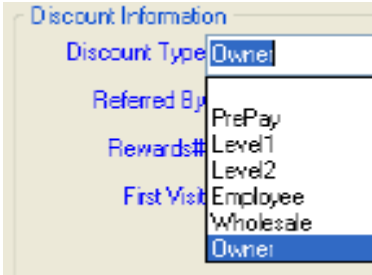 Discount Information
Discount Type Owner
Referred By
PrePay
Rewards# Level1
Level2
First Visit Employee
Wholesale
Owner